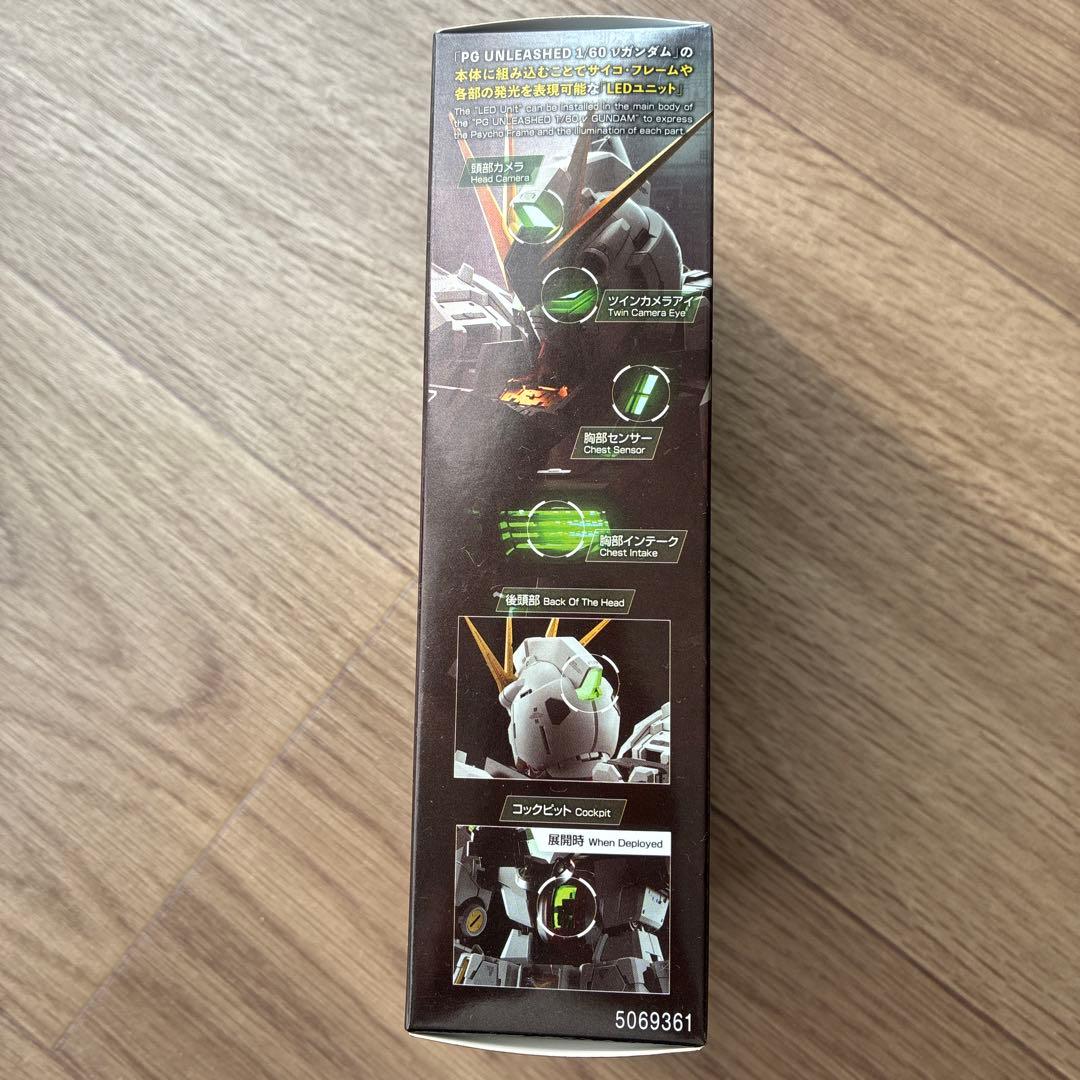 「PG UNLEASHED 1/60 νガンダム」の
本体に組み込むことでサイコ・フレームや
各部の発光を表現可能な「LEDユニット」
The "LED Unit" can be installed in the main body of
the "PG UNLEASHED 1/60 ν GUNDAM" to express
the Psycho Frame and the illumination of each part.
頭部カメラ
Head Camera
ツインカメラアイ
Twin Camera Eye
胸部センサー
Chest Sensor
胸部インテーク
Chest Intake
後頭部 Back Of The Head
コックピット Cockpit
展開時 When Deployed
5069361